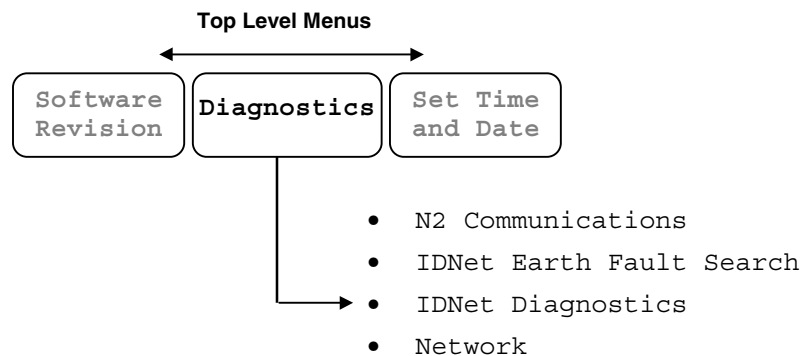 Top Level Menus
Software
Revision
Diagnostics
Set Time
and Date
• N2 Communications
• IDNet Earth Fault Search
• IDNet Diagnostics
• Network